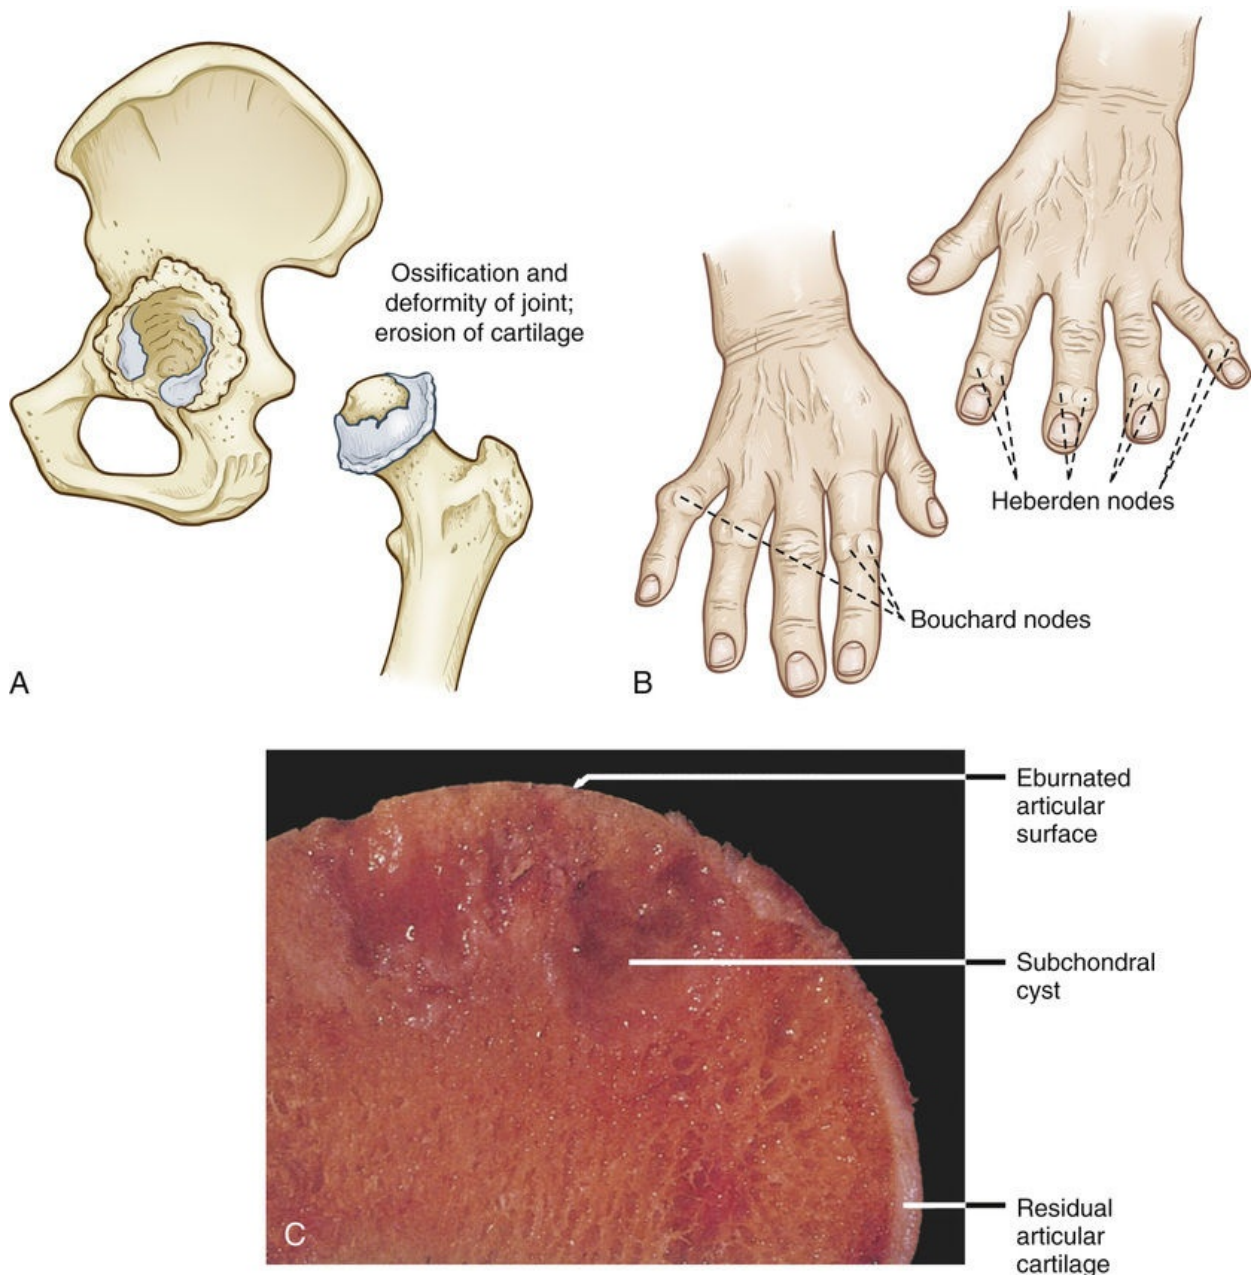 Ossification and
deformity of joint;
erosion of cartilage
Heberden nodes
Bouchard nodes
A
B
Eburnated
articular
surface
Subchondral
cyst
Residual
articular
cartilage
C